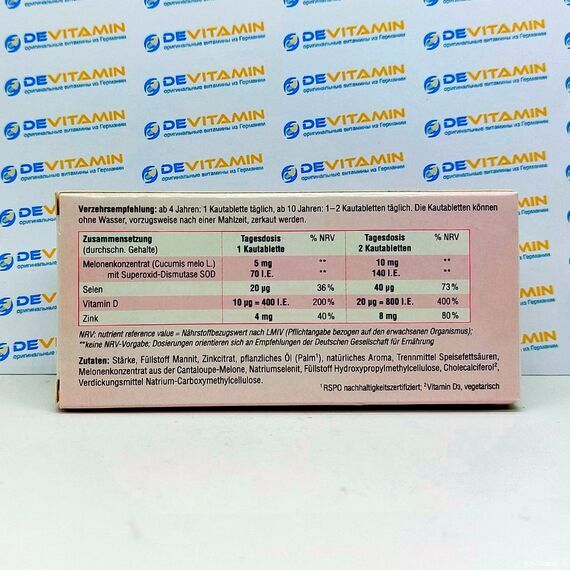 DEVITAMIN
оригинальные витамины из Германии
Verzehrsempfehlung: ab 4 Jahren: 1 Kautablette täglich, ab 10 Jahren: 1–2 Kautabletten täglich. Die Kautabletten können
ohne Wasser, vorzugsweise nach einer Mahlzeit, zerkaut werden.
Zusammensetzung Tagesdosis % NRV Tagesdosis % NRV
(durchschn. Gehalte) 1 Kautablette 2 Kautabletten
Melonenkonzentrat (Cucumis melo L.) 5 mg ** 10 mg **
mit Superoxid-Dismutase SOD 70 I.E. ** 140 I.E. **
Selen 20 µg 36 % 40 µg 73 %
Vitamin D 10 µg = 400 I.E. 200 % 20 µg = 800 I.E. 400 %
Zink 4 mg 40 % 8 mg 80 %
NRV: nutrient reference value = Nährstoffbezugswert nach LMIV (Pflichtangabe bezogen auf den erwachsenen Organismus);
**keine NRV-Vorgabe; Dosierungen orientieren sich an Empfehlungen der Deutschen Gesellschaft für Ernährung
Zutaten: Stärke, Füllstoff Mannit, Zinkcitrat, pflanzliches Öl (Palm¹), natürliches Aroma, Trennmittel Speisefettsäuren,
Melonenkonzentrat aus der Cantaloupe-Melone, Natriumselenit, Füllstoff Hydroxypropylmethylcellulose, Cholecalciferol²,
Verdickungsmittel Natrium-Carboxymethylcellulose.
¹RSPO nachhaltigkeitszertifiziert; ²Vitamin D₃, vegetarisch